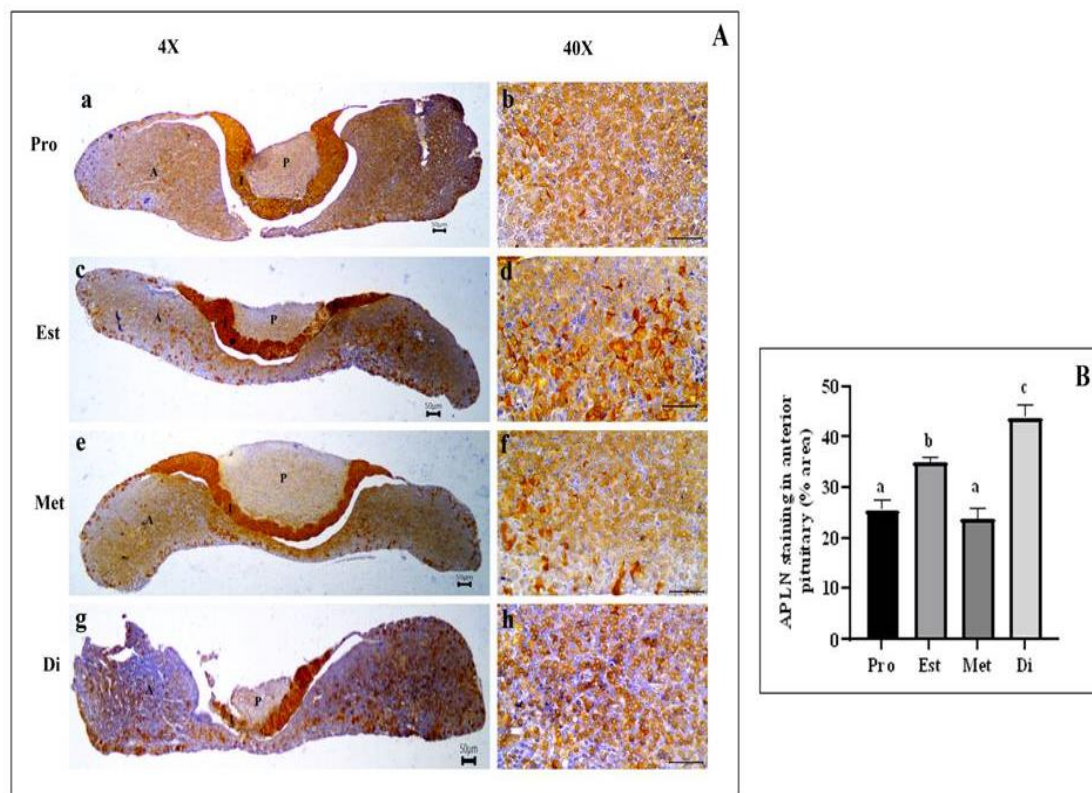 4X
40X
A
a
b
Pro
A
I
P
50µm
c
d
Est
A
P
50µm
e
f
Met
A
I
P
50µm
g
h
Di
A
I
P
50µm
B
APLN staining in anterior
pituitary (% area)
50
40
30
20
10
0
a
b
a
c
Pro
Est
Met
Di